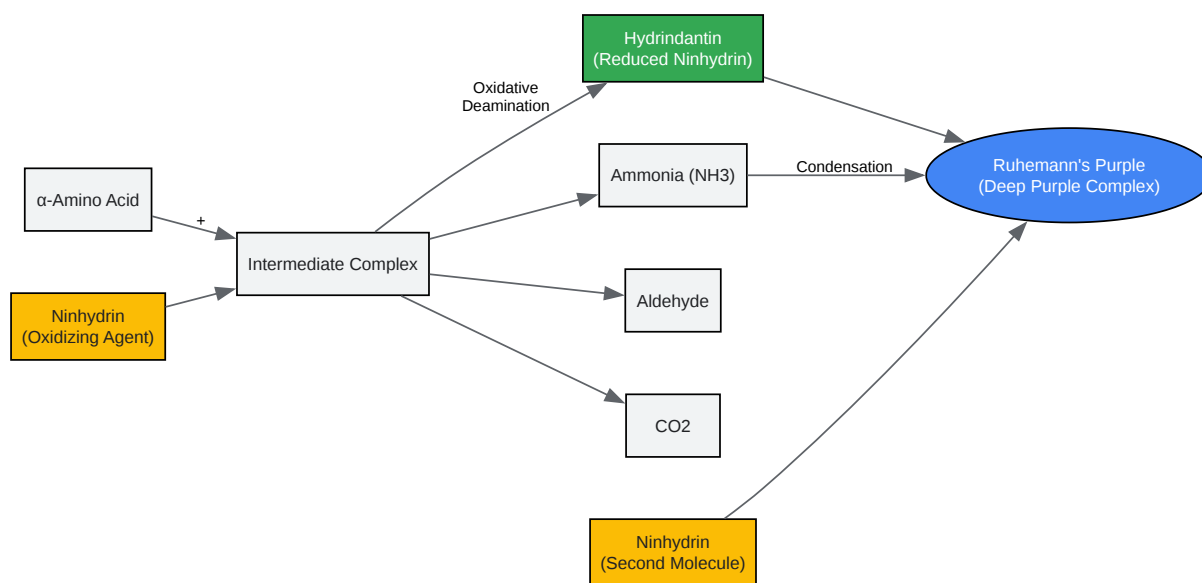 Hydrindantin
(Reduced Ninhydrin)
Oxidative
Deamination
Ammonia (NH3)
Condensation
Ruhemann's Purple
(Deep Purple Complex)
α-Amino Acid
+
Intermediate Complex
Ninhydrin
(Oxidizing Agent)
Aldehyde
CO2
Ninhydrin
(Second Molecule)